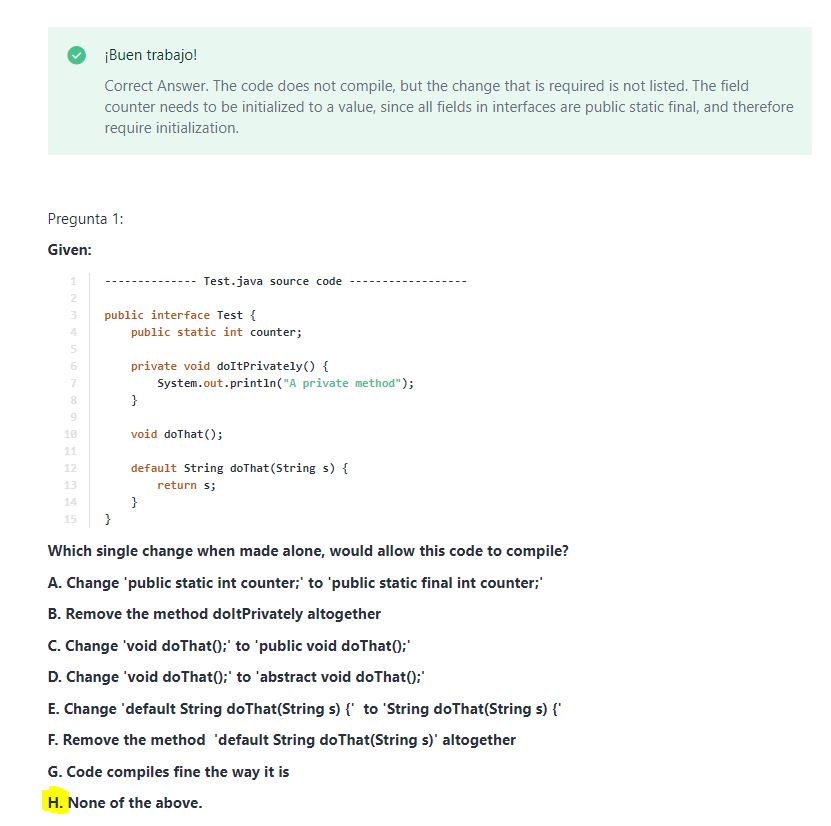 ¡Buen trabajo!
Correct Answer. The code does not compile, but the change that is required is not listed. The field
counter needs to be initialized to a value, since all fields in interfaces are public static final, and therefore
require initialization.
Pregunta 1:
Given:
1 -------------- Test.java source code ------------------
2
3 public interface Test {
4 public static int counter;
5
6 private void doItPrivately() {
7 System.out.println("A private method");
8 }
9
10 void doThat();
11
12 default String doThat(String s) {
13 return s;
14 }
15 }
Which single change when made alone, would allow this code to compile?
A. Change 'public static int counter;' to 'public static final int counter;'
B. Remove the method doItPrivately altogether
C. Change 'void doThat();' to 'public void doThat();'
D. Change 'void doThat();' to 'abstract void doThat();'
E. Change 'default String doThat(String s) {'  to 'String doThat(String s) {'
F. Remove the method  'default String doThat(String s)' altogether
G. Code compiles fine the way it is
H. None of the above.